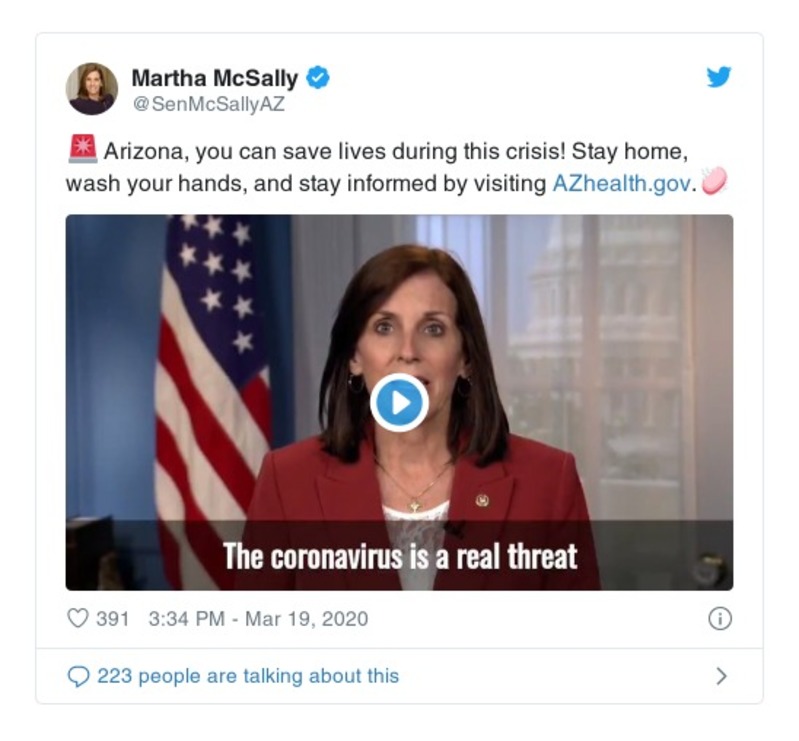 Martha McSally
@SenMcSallyAZ
🚨 Arizona, you can save lives during this crisis! Stay home,
wash your hands, and stay informed by visiting AZhealth.gov. 🧼
The coronavirus is a real threat
391 3:34 PM - Mar 19, 2020
223 people are talking about this